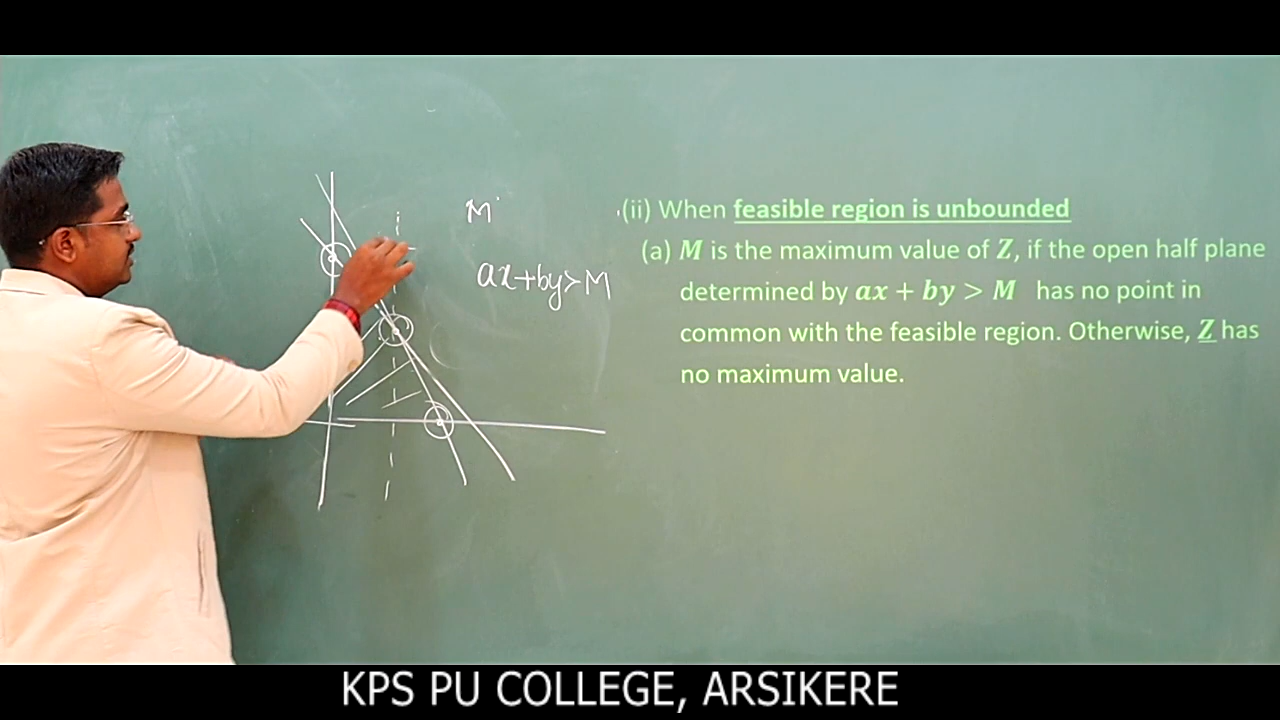 M
ax+by>M
(ii) When feasible region is unbounded
(a) M is the maximum value of Z, if the open half plane
determined by ax + by > M has no point in
common with the feasible region. Otherwise, Z has
no maximum value.
KPS PU COLLEGE, ARSIKERE